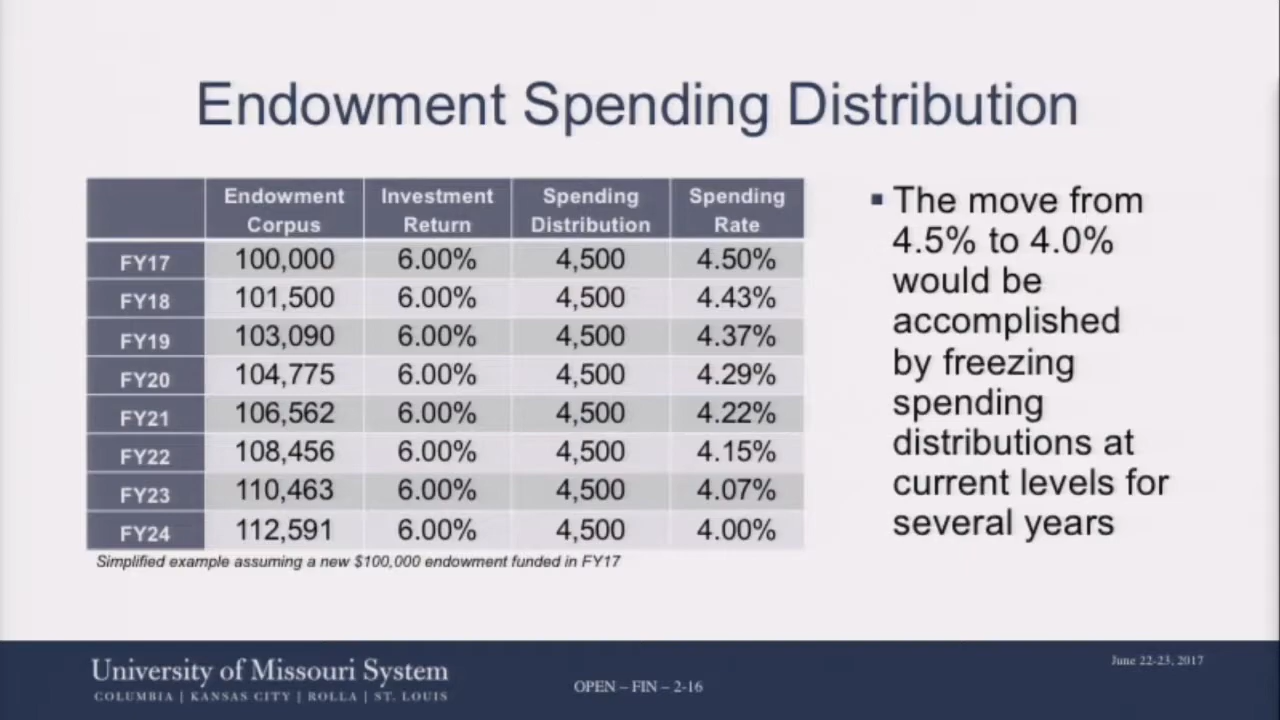 Endowment Spending Distribution
Endowment Corpus Investment Return Spending Distribution Spending Rate
FY17 100,000 6.00% 4,500 4.50%
FY18 101,500 6.00% 4,500 4.43%
FY19 103,090 6.00% 4,500 4.37%
FY20 104,775 6.00% 4,500 4.29%
FY21 106,562 6.00% 4,500 4.22%
FY22 108,456 6.00% 4,500 4.15%
FY23 110,463 6.00% 4,500 4.07%
FY24 112,591 6.00% 4,500 4.00%
Simplified example assuming a new $100,000 endowment funded in FY17
▪ The move from
4.5% to 4.0%
would be
accomplished
by freezing
spending
distributions at
current levels for
several years
University of Missouri System
COLUMBIA | KANSAS CITY | ROLLA | ST. LOUIS
OPEN – FIN – 2-16
June 22-23, 2017